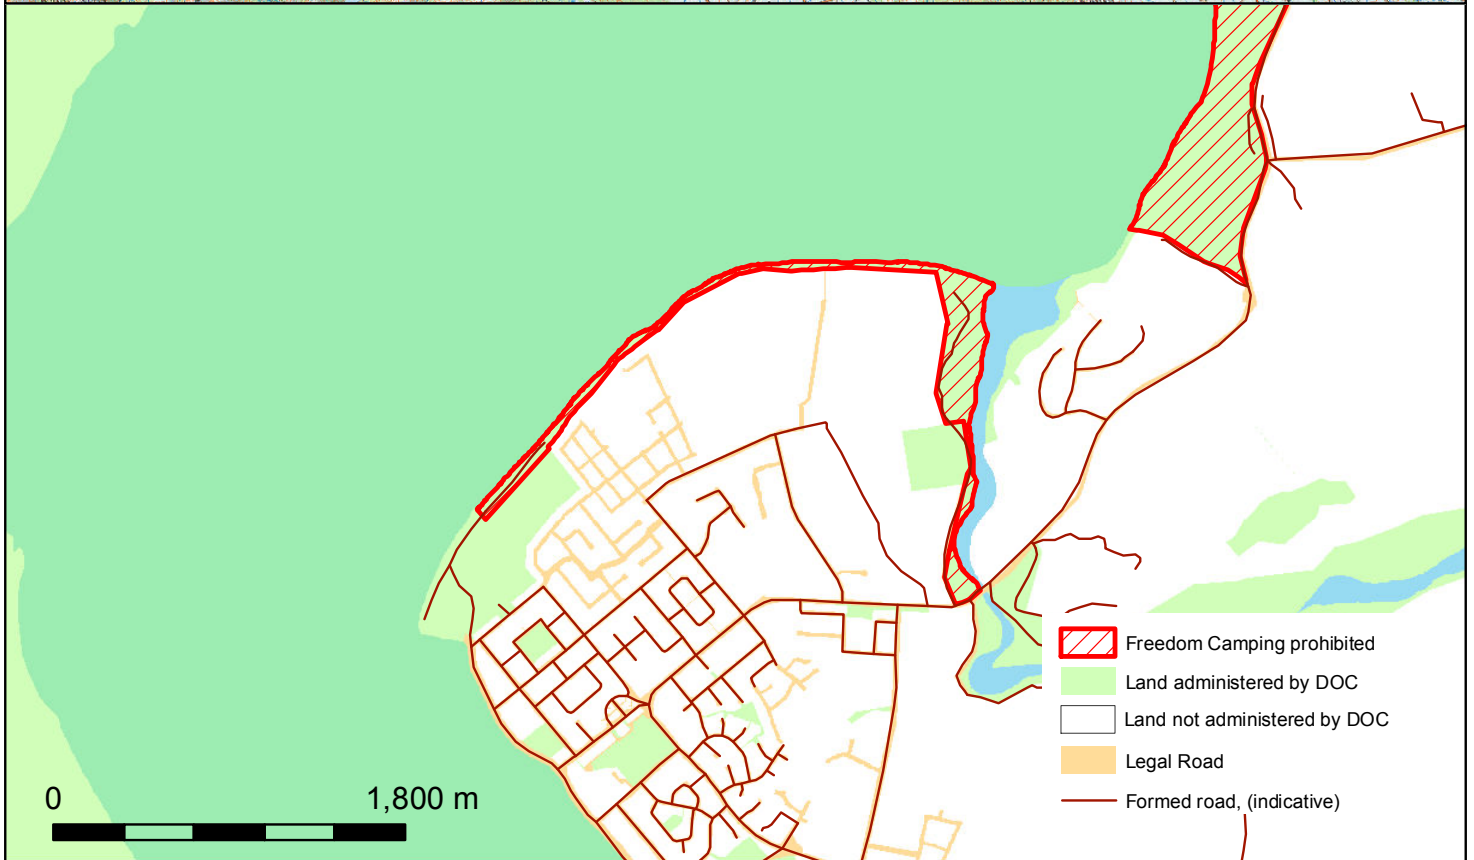 Freedom Camping prohibited
Land administered by DOC
Land not administered by DOC
Legal Road
Formed road, (indicative)
0 1,800 m